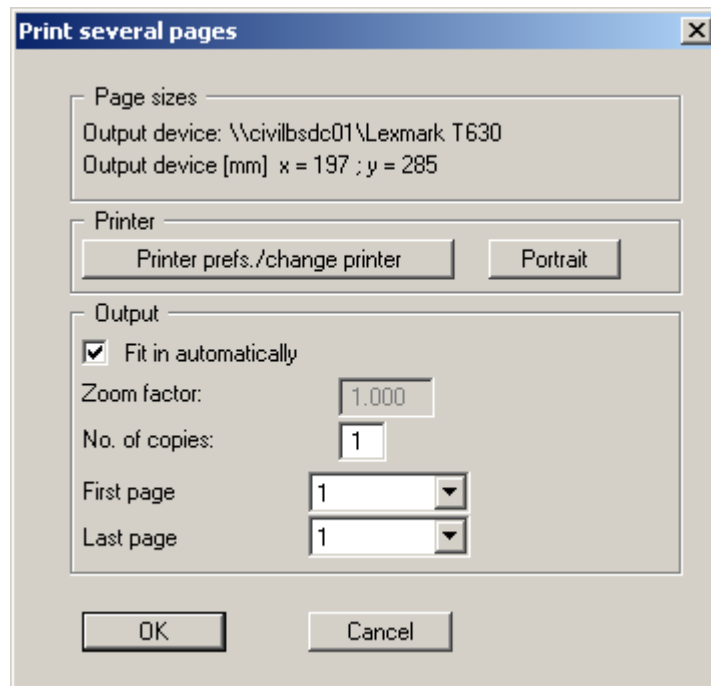 Print several pages
Page sizes
Output device: \\civilbsdc01\Lexmark T630
Output device [mm] x = 197 ; y = 285
Printer
Printer prefs./change printer Portrait
Output
Fit in automatically
Zoom factor: 1.000
No. of copies: 1
First page 1
Last page 1
OK Cancel